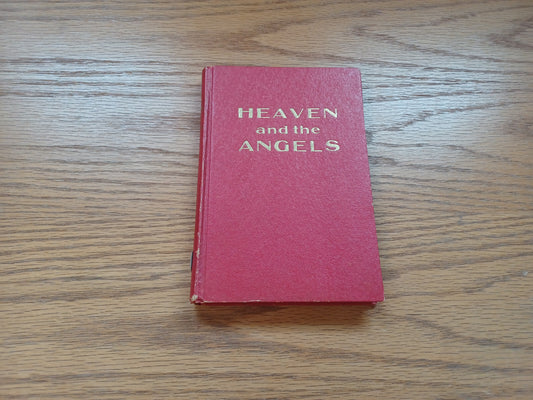 HEAVEN
and the
ANGELS